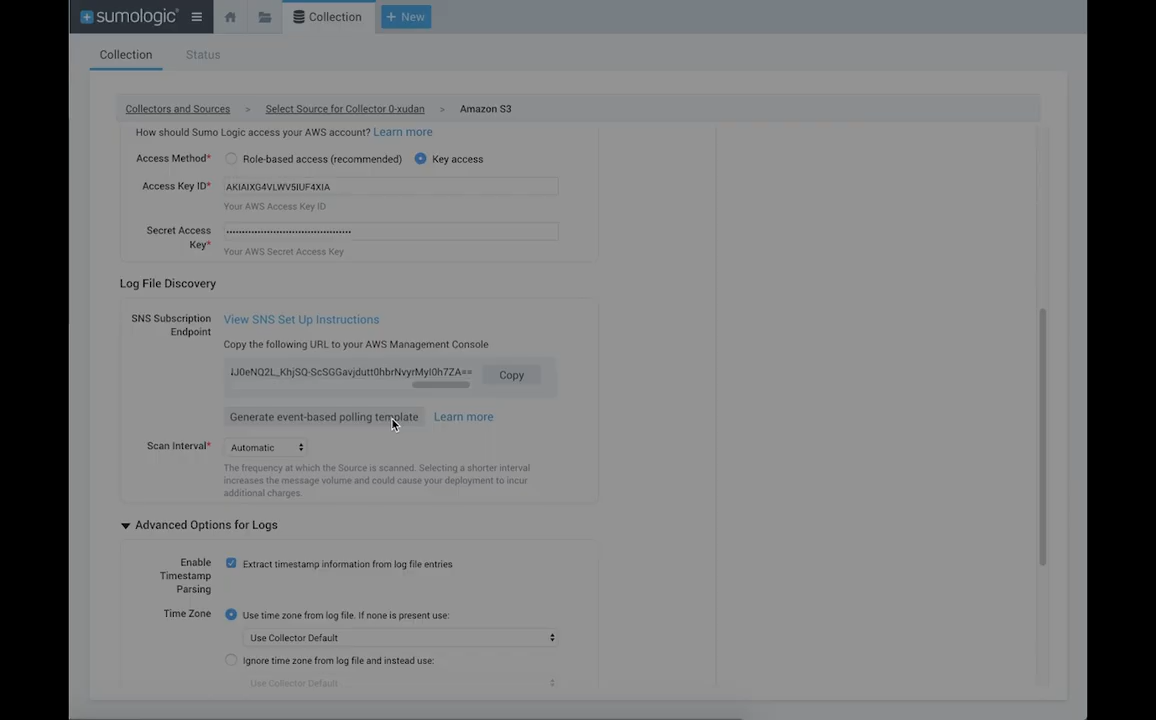 sumologic
Collection
+ New
Collection
Status
Collectors and Sources > Select Source for Collector 0-xudan > Amazon S3
How should Sumo Logic access your AWS account? Learn more
Access Method* Role-based access (recommended) Key access
Access Key ID* AKIAIXG4VLWV5IUF4XIA
Your AWS Access Key ID
Secret Access Key* ••••••••••••••••••••••••••••••••••••••••
Your AWS Secret Access Key
Log File Discovery
SNS Subscription Endpoint
View SNS Set Up Instructions
Copy the following URL to your AWS Management Console
J0eNQ2L_KhjSQ-ScSGGavjdutt0hbrNvyrMyI0h7ZA==
Copy
Generate event-based polling template Learn more
Scan Interval* Automatic
The frequency at which the Source is scanned. Selecting a shorter interval
increases the message volume and could cause your deployment to incur
additional charges.
Advanced Options for Logs
Enable Timestamp Parsing
Extract timestamp information from log file entries
Time Zone
Use time zone from log file. If none is present use:
Use Collector Default
Ignore time zone from log file and instead use:
Use Collector Default